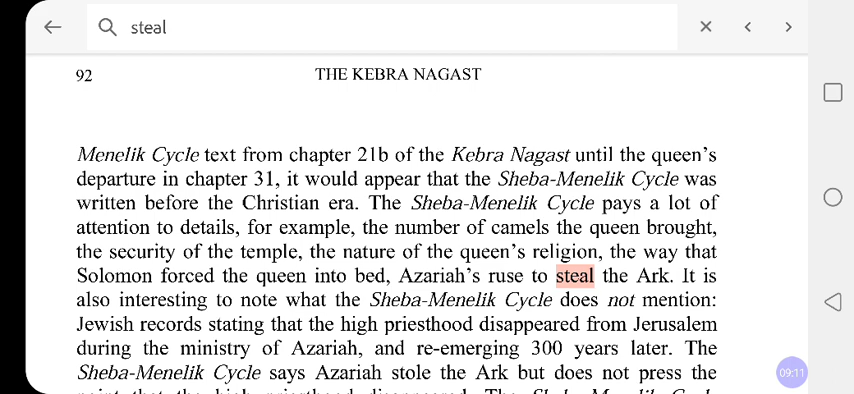 steal
92 THE KEBRA NAGAST
Menelik Cycle text from chapter 21b of the Kebra Nagast until the queen's
departure in chapter 31, it would appear that the Sheba-Menelik Cycle was
written before the Christian era. The Sheba-Menelik Cycle pays a lot of
attention to details, for example, the number of camels the queen brought,
the security of the temple, the nature of the queen's religion, the way that
Solomon forced the queen into bed, Azariah's ruse to steal the Ark. It is
also interesting to note what the Sheba-Menelik Cycle does not mention:
Jewish records stating that the high priesthood disappeared from Jerusalem
during the ministry of Azariah, and re-emerging 300 years later. The
Sheba-Menelik Cycle says Azariah stole the Ark but does not press the
09:11